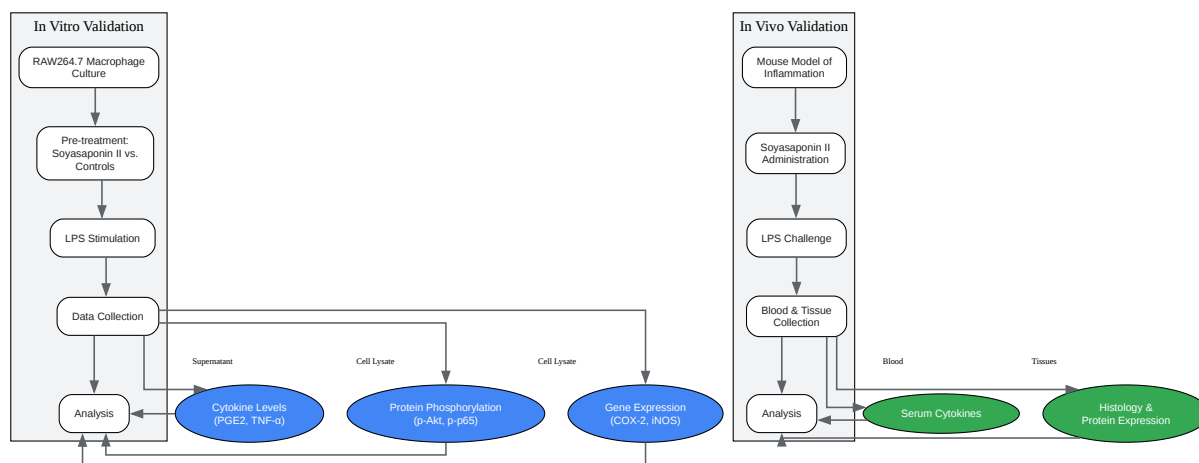 In Vitro Validation
RAW264.7 Macrophage
Culture
Pre-treatment:
Soyasaponin II vs.
Controls
LPS Stimulation
Data Collection
Supernatant
Cell Lysate
Cell Lysate
Analysis
Cytokine Levels
(PGE2, TNF-α)
Protein Phosphorylation
(p-Akt, p-p65)
Gene Expression
(COX-2, iNOS)
In Vivo Validation
Mouse Model of
Inflammation
Soyasaponin II
Administration
LPS Challenge
Blood & Tissue
Collection
Blood
Tissues
Analysis
Serum Cytokines
Histology &
Protein Expression